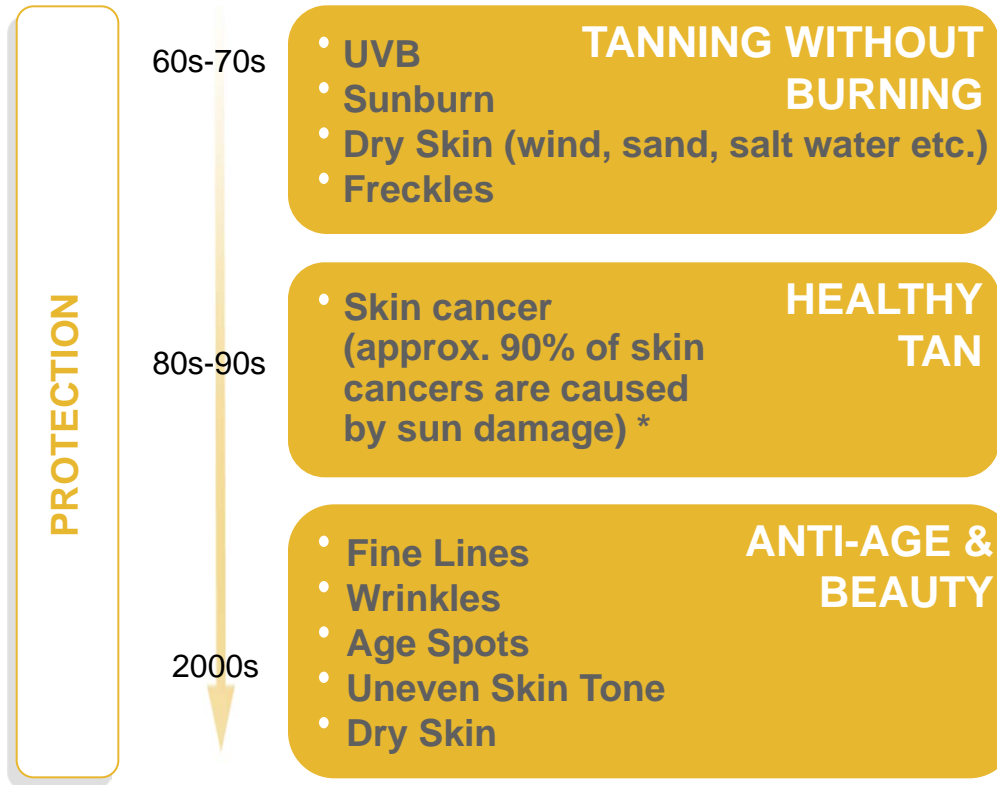 PROTECTION
60s-70s
TANNING WITHOUT
BURNING
• UVB
• Sunburn
• Dry Skin (wind, sand, salt water etc.)
• Freckles
80s-90s
HEALTHY
TAN
• Skin cancer
(approx. 90% of skin
cancers are caused
by sun damage) *
2000s
ANTI-AGE &
BEAUTY
• Fine Lines
• Wrinkles
• Age Spots
• Uneven Skin Tone
• Dry Skin